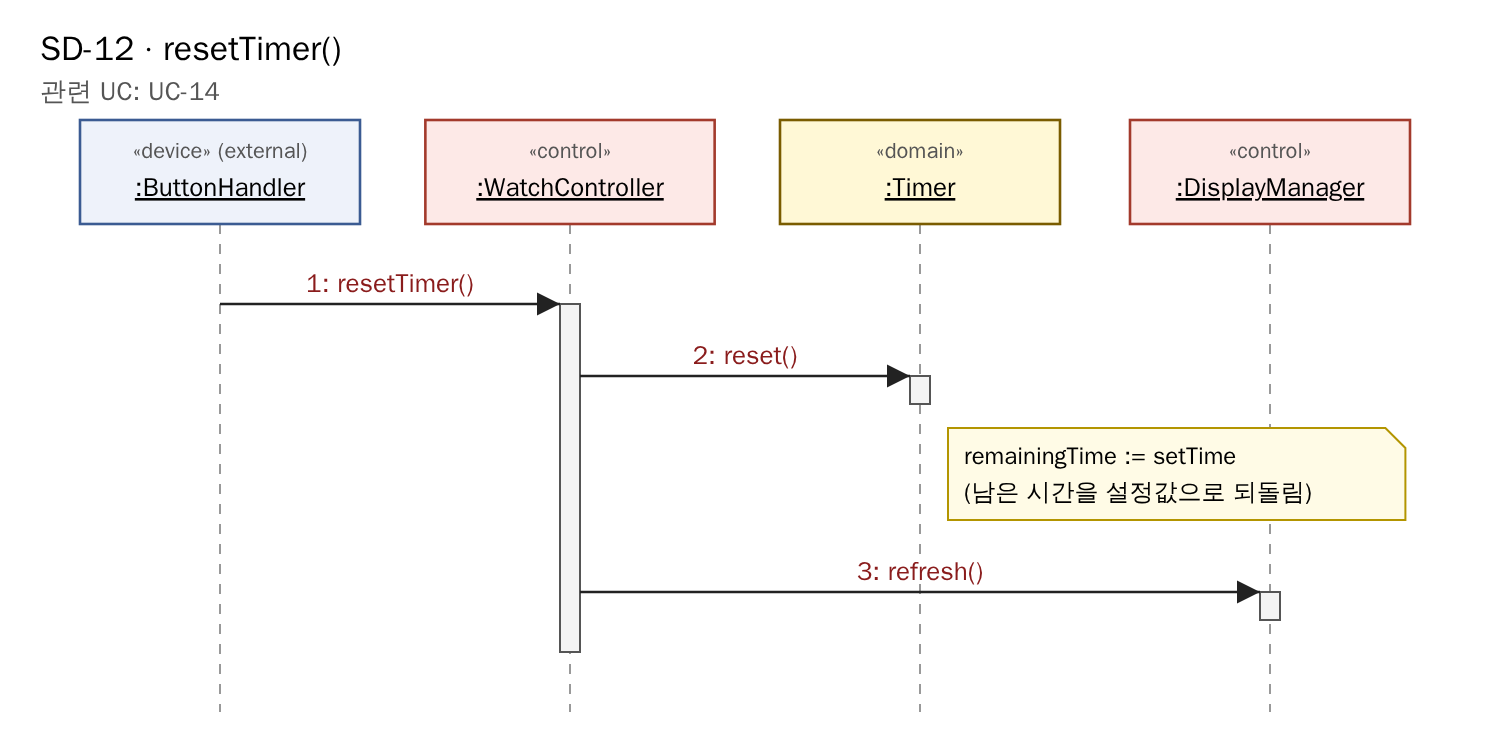 SD-12 · resetTimer()
관련 UC: UC-14
«device» (external)
:ButtonHandler
«control»
:WatchController
«domain»
:Timer
«control»
:DisplayManager
1: resetTimer()
2: reset()
remainingTime := setTime
(남은 시간을 설정값으로 되돌림)
3: refresh()